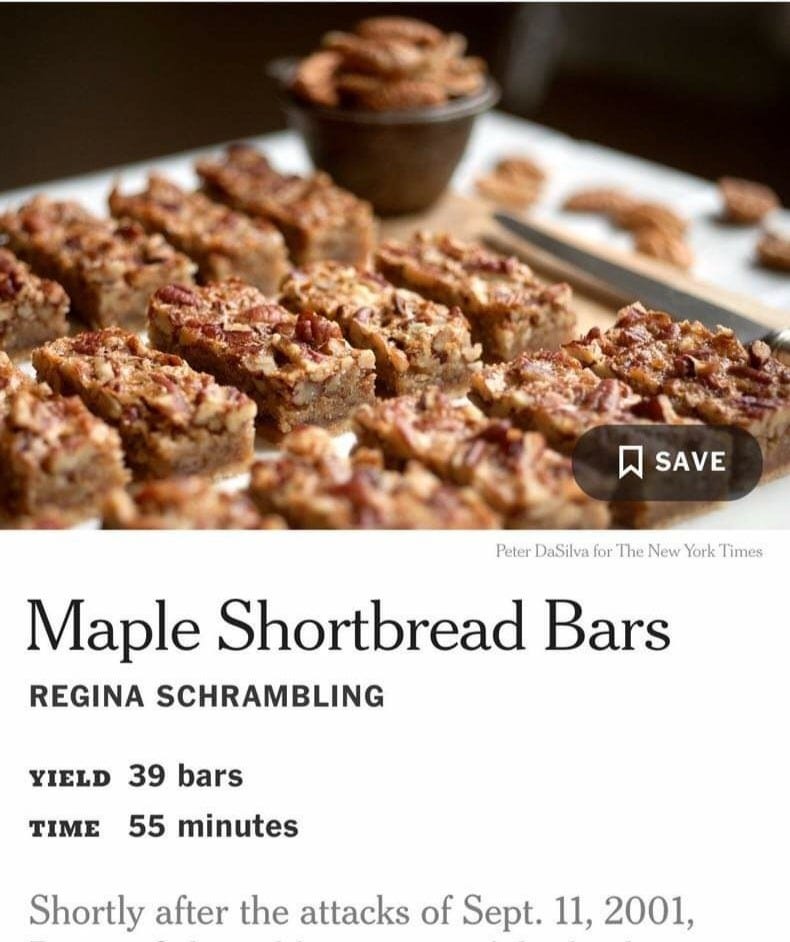 SAVE
Peter DaSilva for The New York Times
Maple Shortbread Bars
REGINA SCHRAMBLING
YIELD 39 bars
TIME 55 minutes
Shortly after the attacks of Sept. 11, 2001,